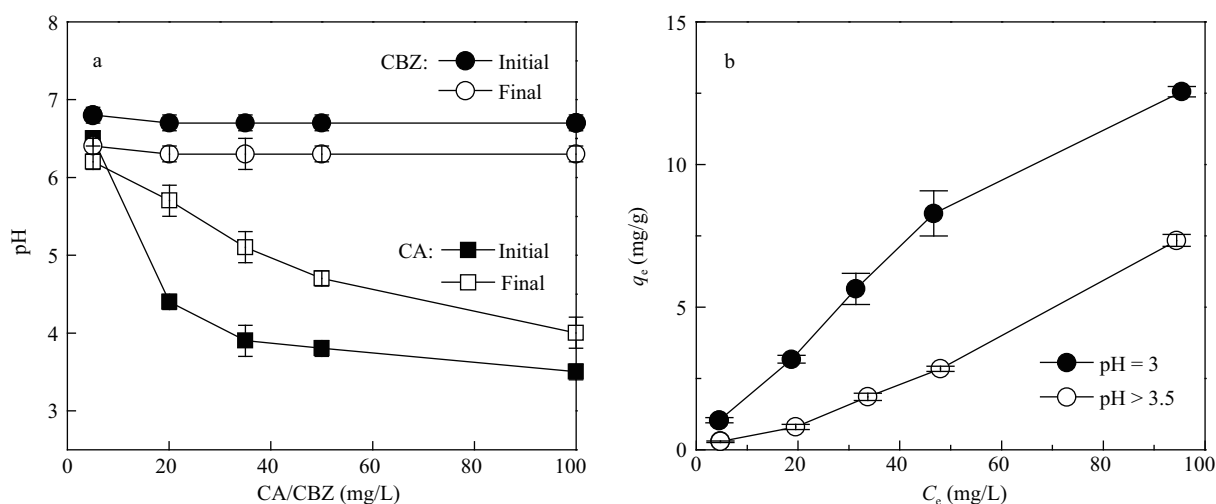 a
CBZ: Initial
Final
CA: Initial
Final
8
7
6
5
4
3
pH
0 20 40 60 80 100
CA/CBZ (mg/L)
b
15
10
5
0
qe (mg/g)
pH = 3
pH > 3.5
0 20 40 60 80 100
Ce (mg/L)